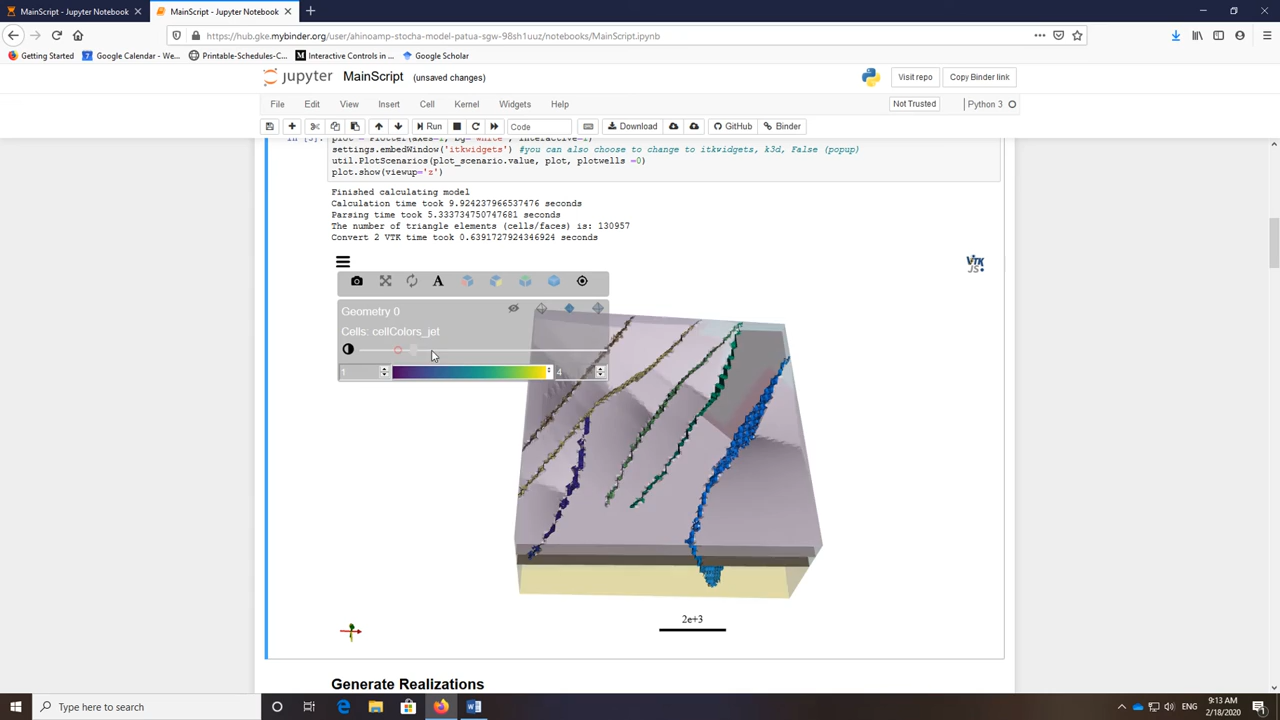 MainScript - Jupyter Notebook
MainScript - Jupyter Notebook
https://hub.gke.mybinder.org/user/ahinoamp-stocha-model-patua-sgw-98sh1uuz/notebooks/MainScript.ipynb
Getting Started
Google Calendar - We...
Printable-Schedules-C...
Interactive Controls in ...
Google Scholar
jupyter MainScript (unsaved changes)
Visit repo
Copy Binder link
File Edit View Insert Cell Kernel Widgets Help
Not Trusted
Python 3
Run
Code
Download
GitHub
Binder
settings.embedWindow('itkwidgets') #you can also choose to change to itkwidgets, k3d, False (popup)
util.PlotScenarios(plot_scenario.value, plot, plotwells =0)
plot.show(viewup='z')
Finished calculating model
Calculation time took 9.924237966537476 seconds
Parsing time took 5.333734750747681 seconds
The number of triangle elements (cells/faces) is: 130957
Convert 2 VTK time took 0.6391727924346924 seconds
VTK
JS
A
Geometry 0
Cells: cellColors_jet
1
4
2e+3
Generate Realizations
Type here to search
ENG
9:13 AM
2/18/2020